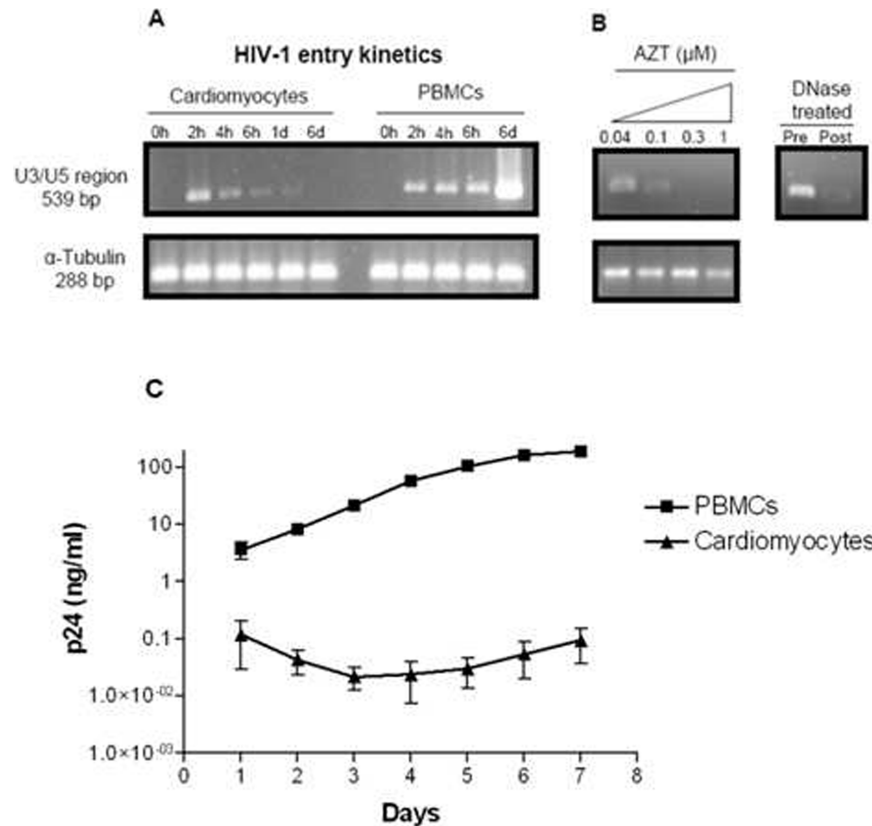 A
HIV-1 entry kinetics
Cardiomyocytes PBMCs
0h 2h 4h 6h 1d 6d 0h 2h 4h 6h 6d
U3/U5 region
539 bp
α-Tubulin
288 bp
B
AZT (µM)
0.04 0.1 0.3 1
DNase
treated
Pre Post
C
p24 (ng/ml)
100
10
1
0.1
1.0×10⁻⁰²
1.0×10⁻⁰³
0 1 2 3 4 5 6 7 8
Days
PBMCs
Cardiomyocytes